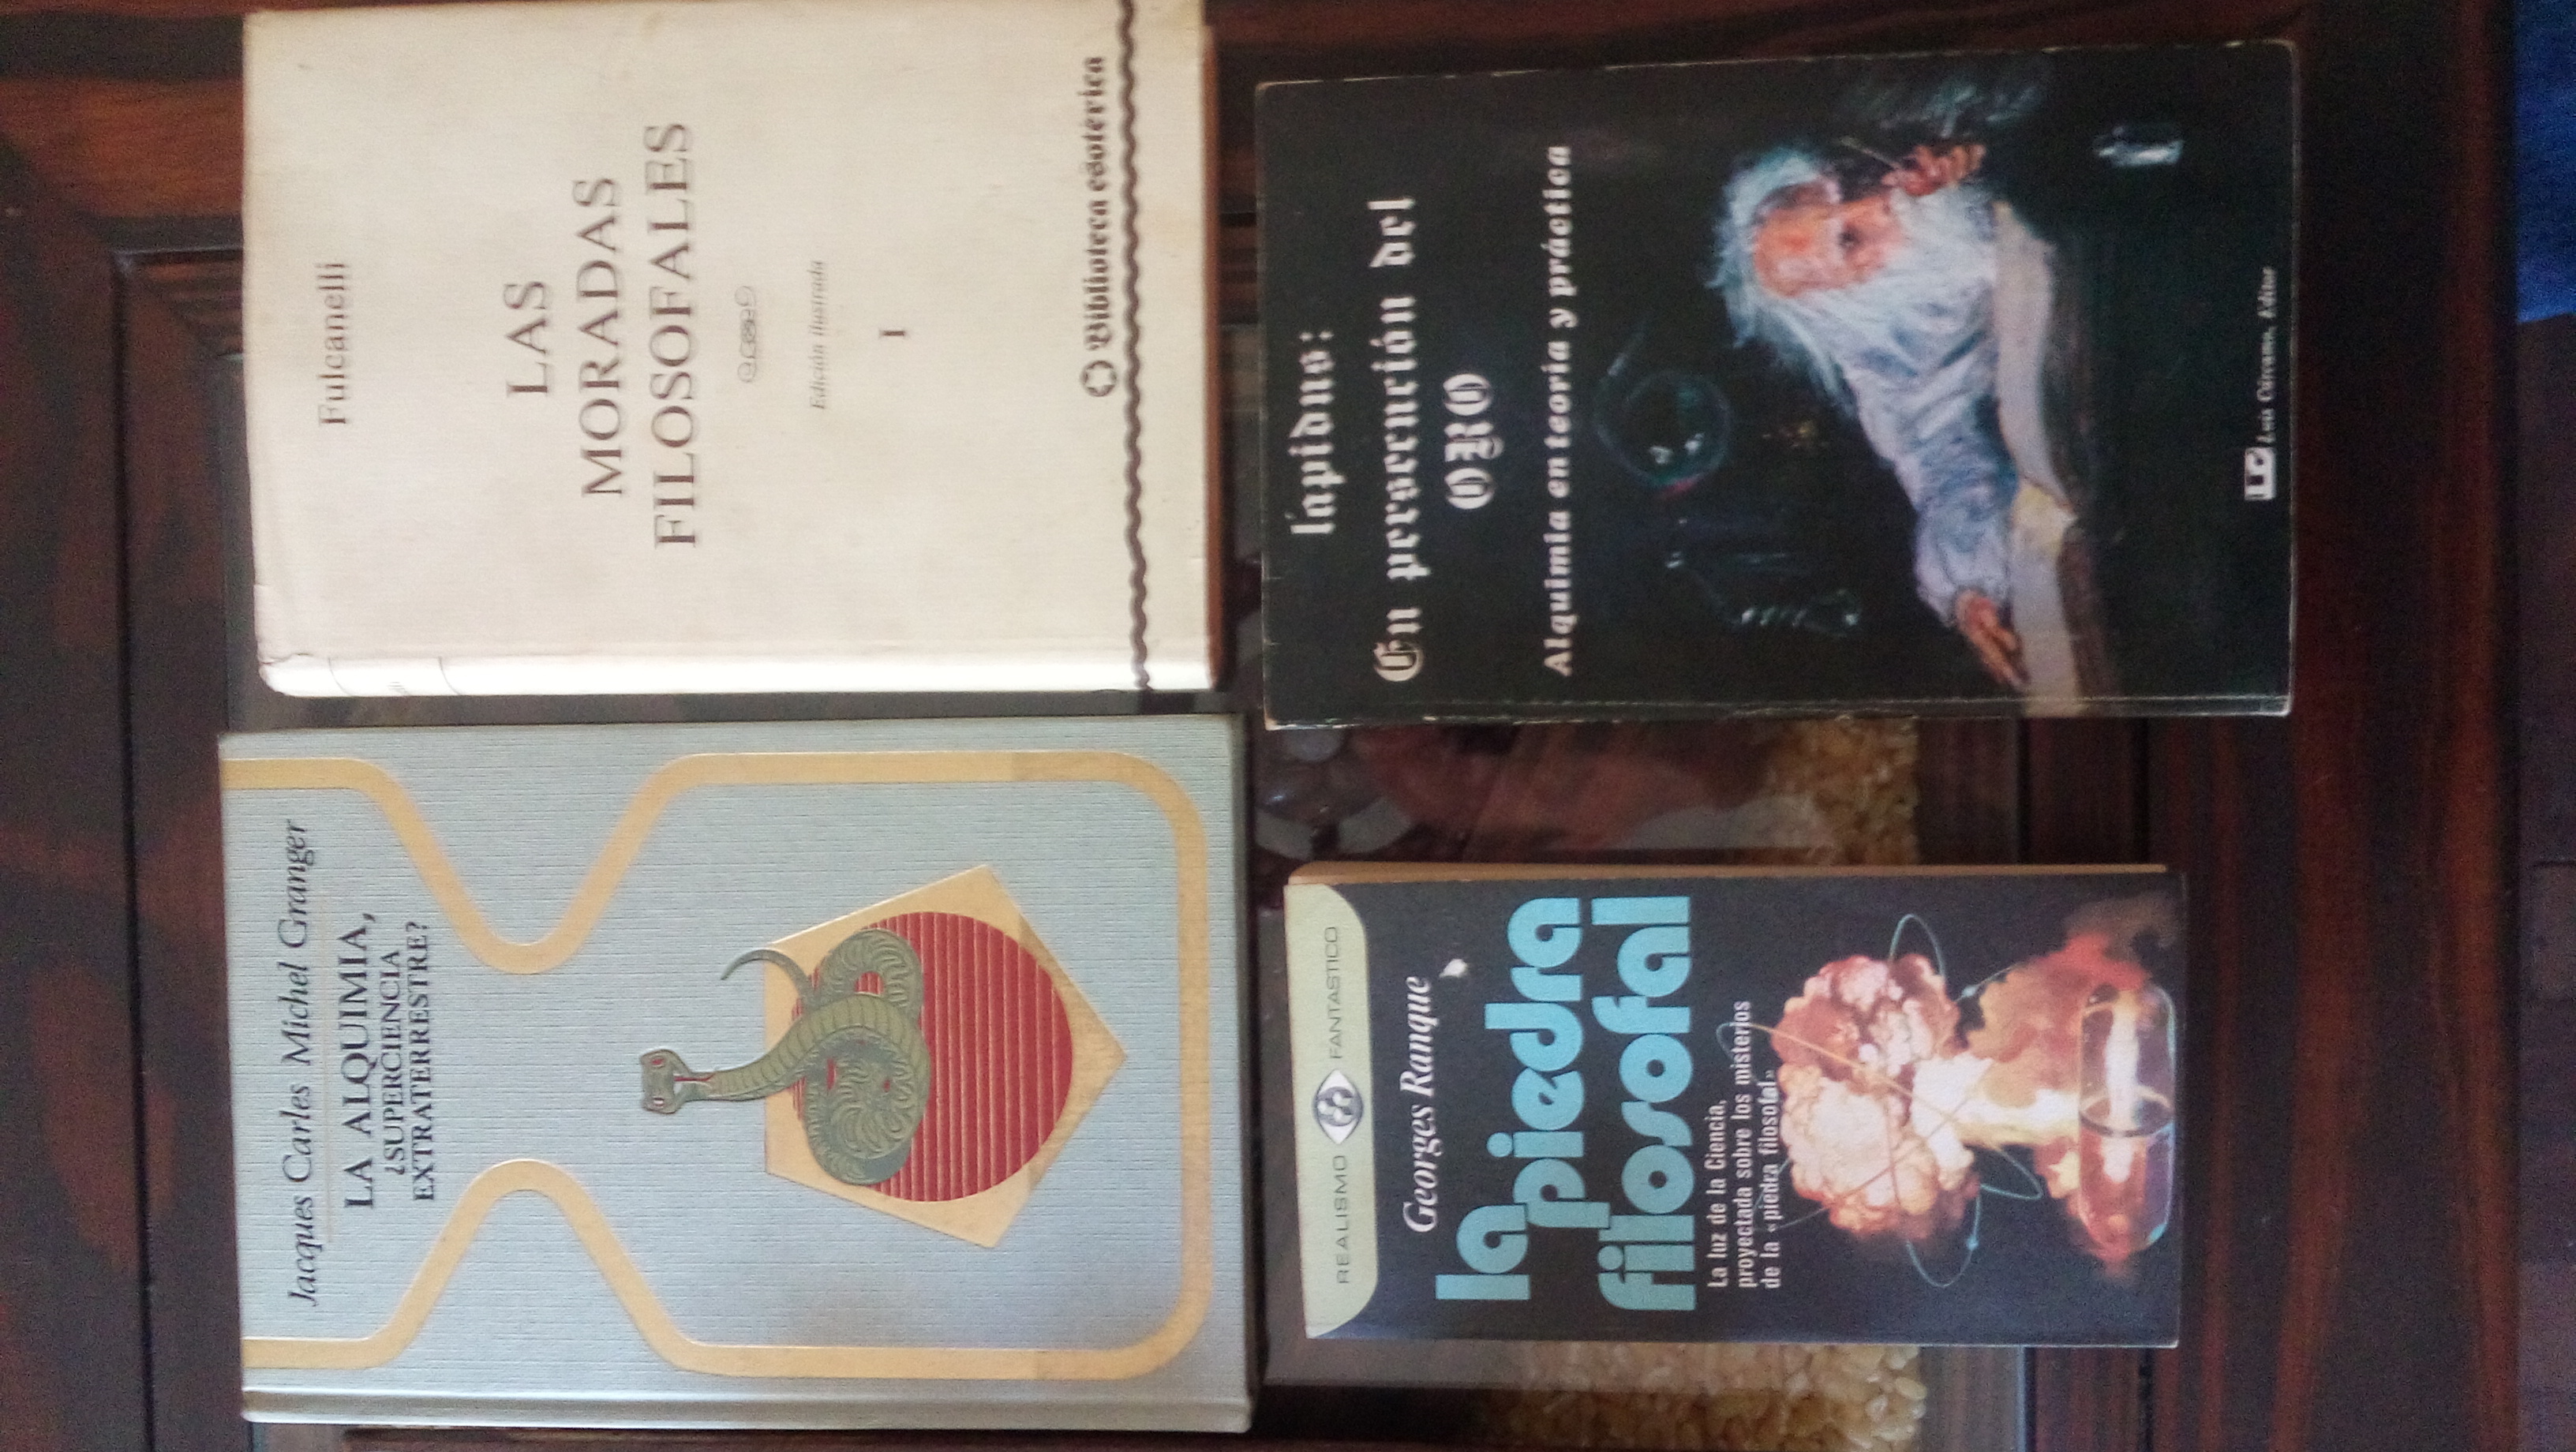 Jacques Carles Michel Granger
LA ALQUIMIA,
¿SUPERCIENCIA
EXTRATERRESTRE?
Fulcanelli
LAS
MORADAS
FILOSOFALES
Edición ilustrada
I
Biblioteca esoterica
REALISMO FANTASTICO
Georges Ranque
la piedra
filosofal
La luz de la Ciencia,
proyectada sobre los misterios
de la «piedra filosofal»
Lapidus:
En persecución del
ORO
Alquimia en teoría y práctica
LC Luis Cárcamo, Editor